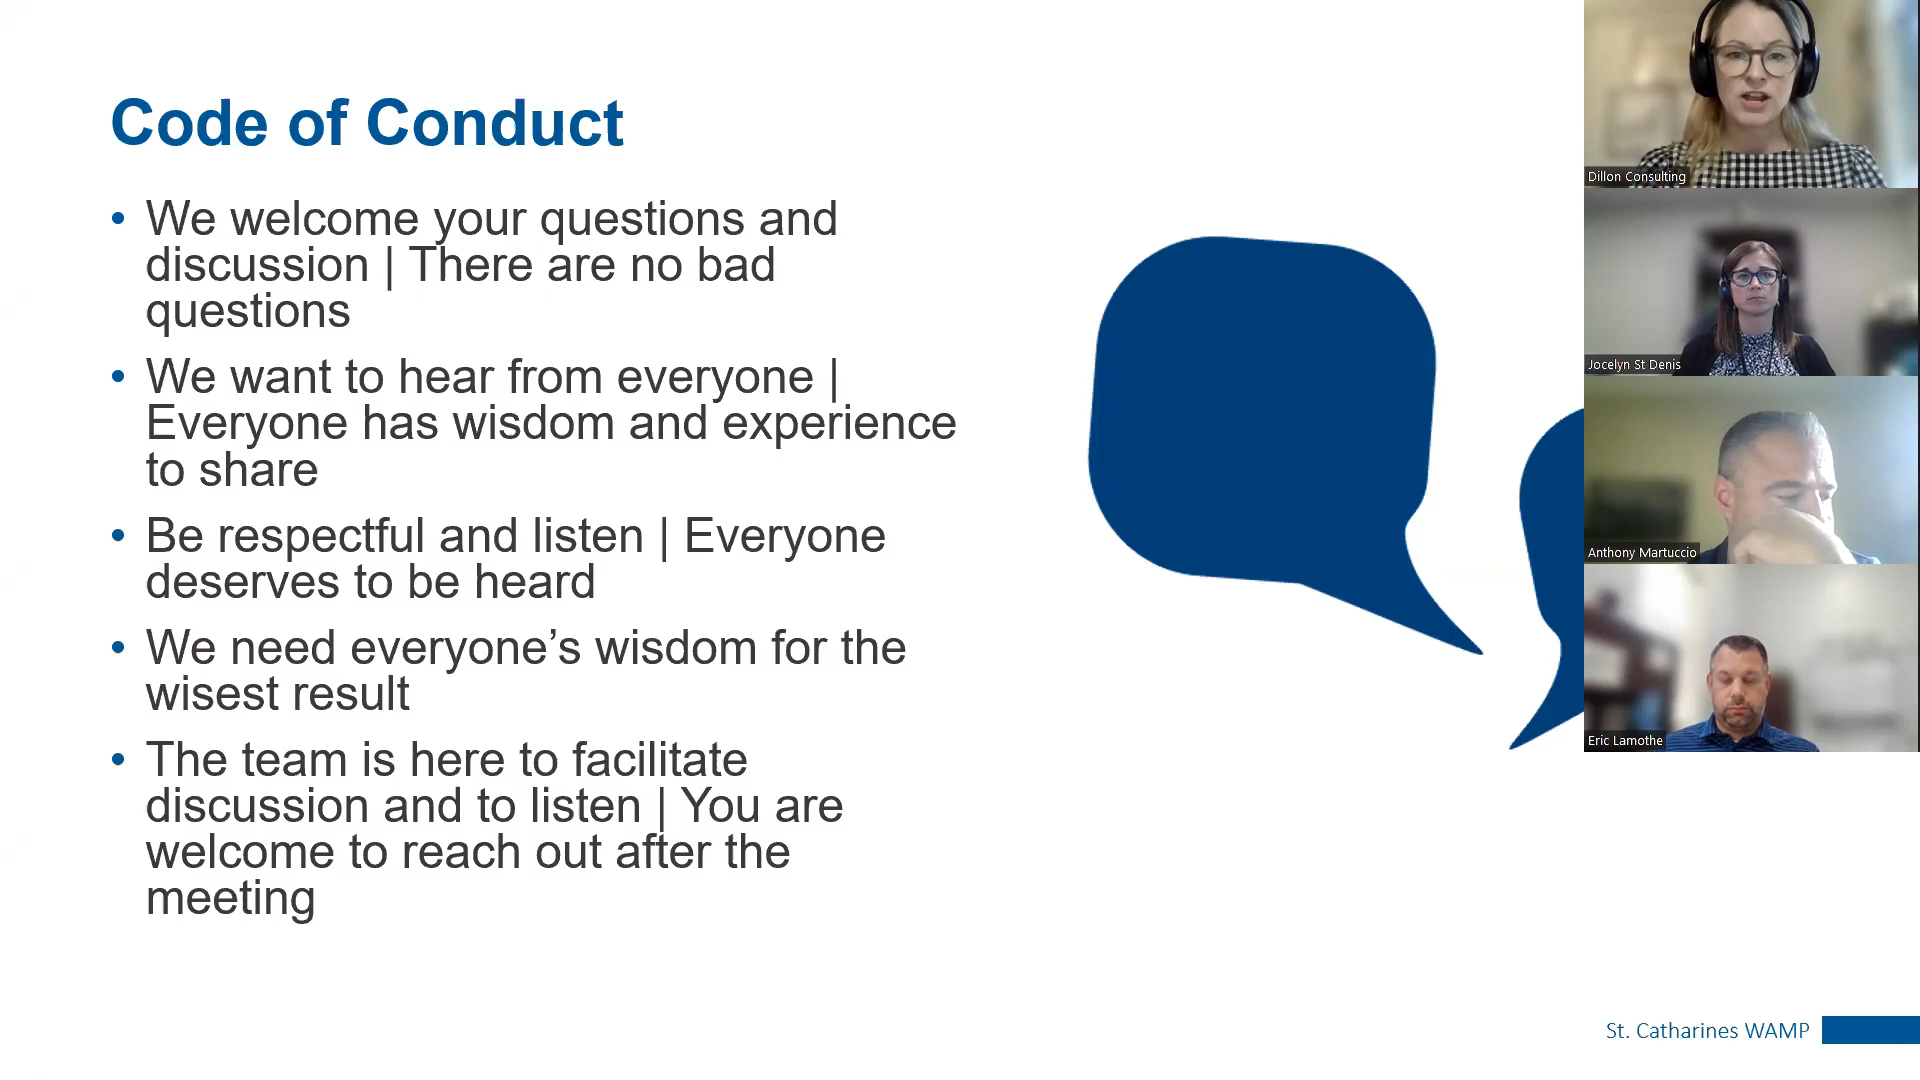 Code of Conduct
• We welcome your questions and
discussion | There are no bad
questions
• We want to hear from everyone |
Everyone has wisdom and experience
to share
• Be respectful and listen | Everyone
deserves to be heard
• We need everyone’s wisdom for the
wisest result
• The team is here to facilitate
discussion and to listen | You are
welcome to reach out after the
meeting
Dillon Consulting
Jocelyn St Denis
Anthony Martuccio
Eric Lamothe
St. Catharines WAMP